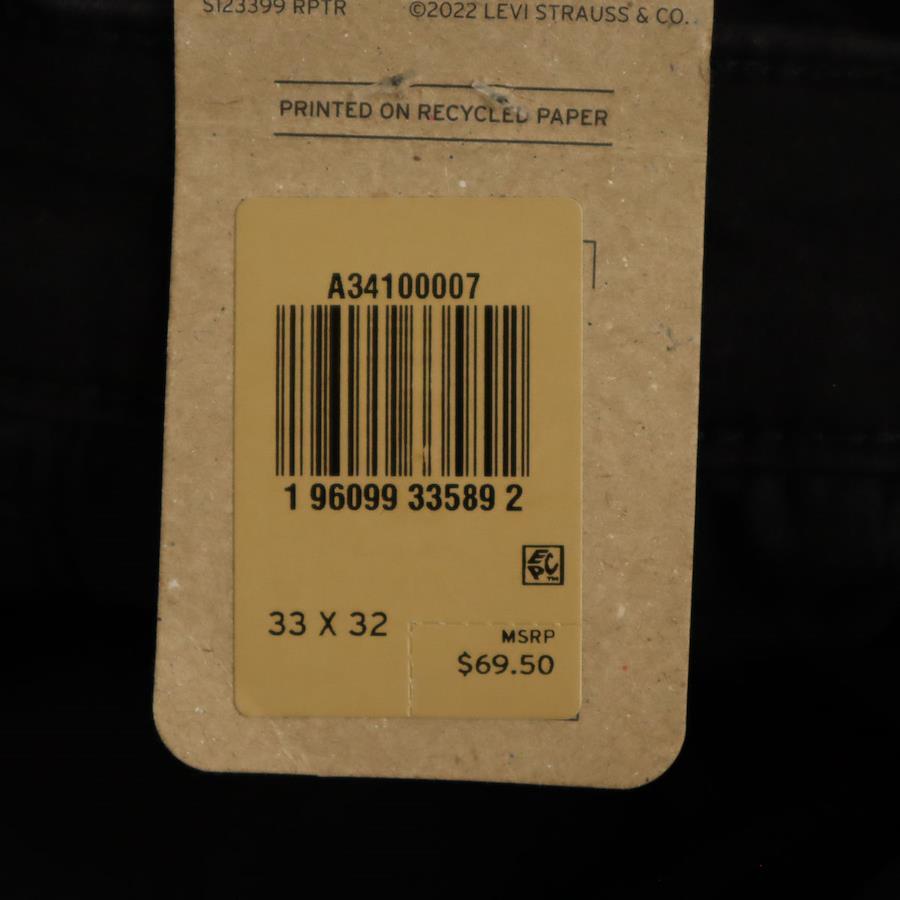 S123399 RPTR ©2022 LEVI STRAUSS & CO.
PRINTED ON RECYCLED PAPER
A34100007
1 96099 33589 2
ECPC™
33 X 32
MSRP
$69.50